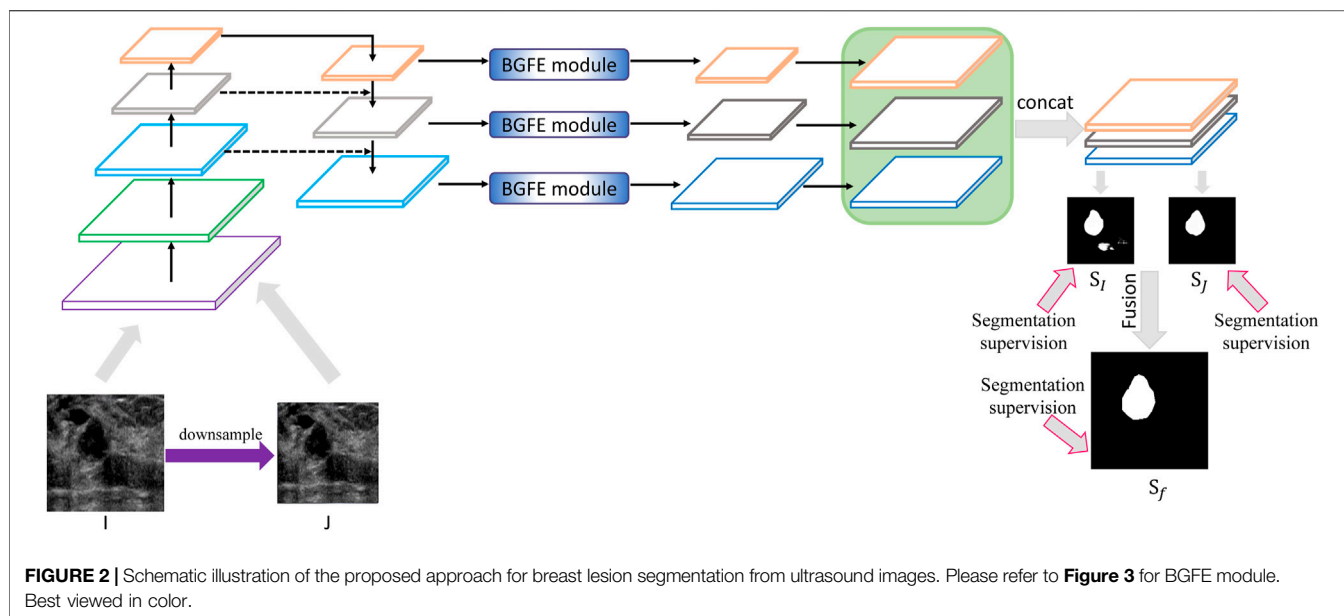 BGFE module
BGFE module
BGFE module
concat
S_I
S_J
Segmentation
supervision
Fusion
Segmentation
supervision
Segmentation
supervision
S_f
downsample
I
J
FIGURE 2 | Schematic illustration of the proposed approach for breast lesion segmentation from ultrasound images. Please refer to Figure 3 for BGFE module.
Best viewed in color.